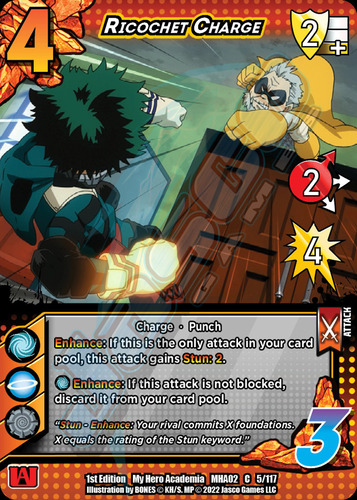 4
RICOCHET CHARGE
2
+
2
4
ATTACK
Charge • Punch
Enhance: If this is the only attack in your card
pool, this attack gains Stun: 2.
Enhance: If this attack is not blocked,
discard it from your card pool.
"Stun - Enhance: Your rival commits X foundations.
X equals the rating of the Stun keyword."
3
1st Edition My Hero Academia MHA02 C 5/117
Illustration by BONES © KH/S. MP © 2022 Jasco Games LLC